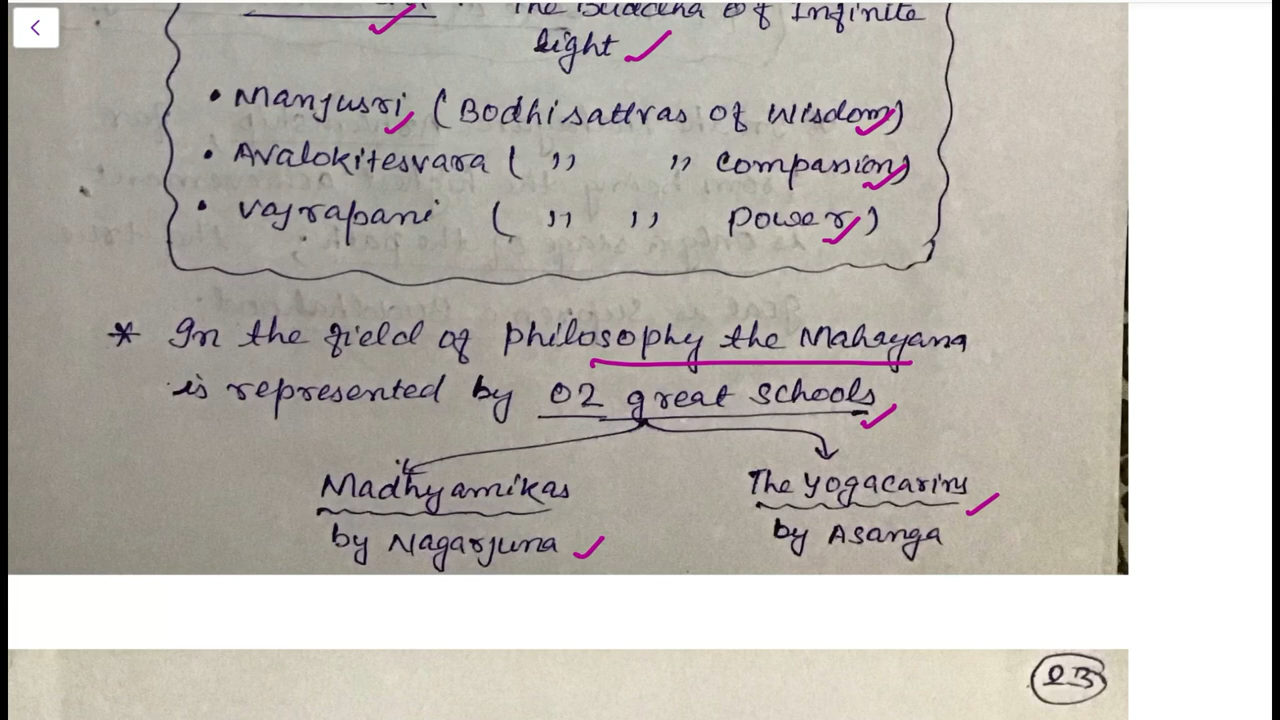 The Buddha Of Infinite
Light
• Manjusri (Bodhisattvas of Wisdom)
• Avalokitesvara ( ,, ,, Companion)
• Vajrapani ( ,, ,, Power)
* In the field of Philosophy the Mahayana
is represented by 02 great Schools
Madhyamikas
The Yogacarins
by Nagarjuna
by Asanga
23